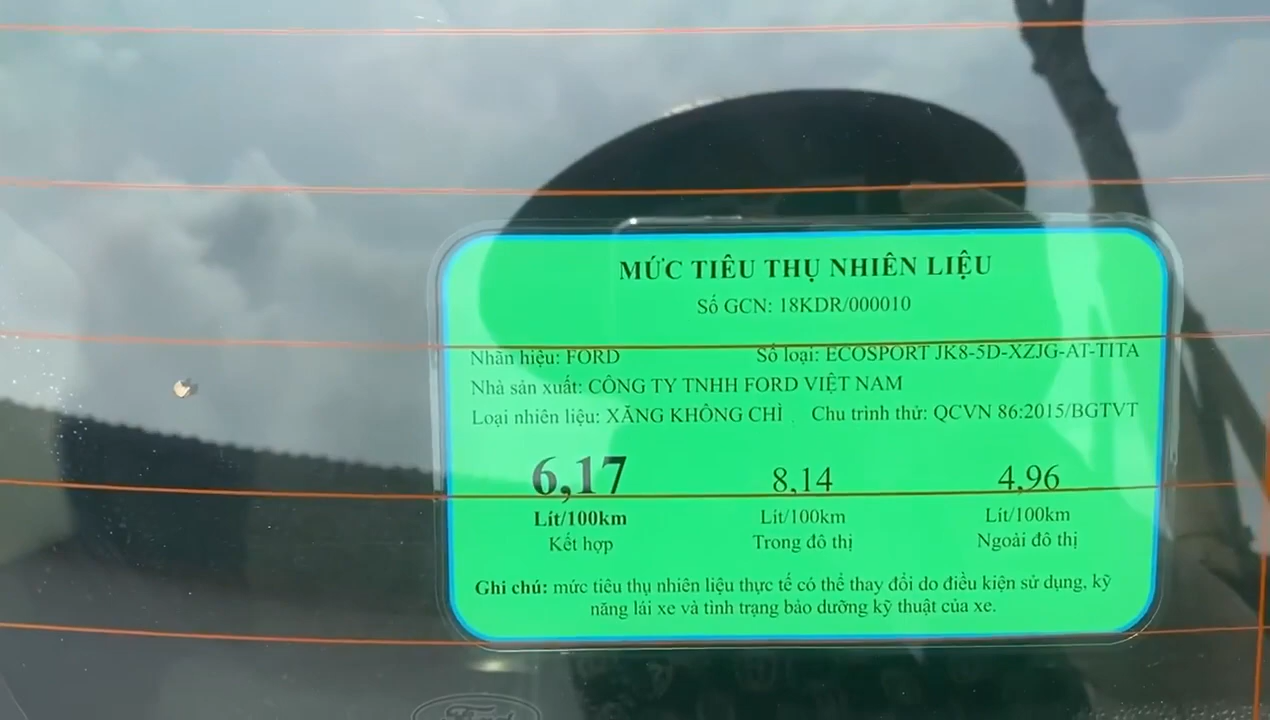 MỨC TIÊU THỤ NHIÊN LIỆU
Số GCN: 18KDR/000010
Nhãn hiệu: FORD Số loại: ECOSPORT JK8-5D-XZJG-AT-TITA
Nhà sản xuất: CÔNG TY TNHH FORD VIỆT NAM
Loại nhiên liệu: XĂNG KHÔNG CHÌ Chu trình thử: QCVN 86:2015/BGTVT
6,17 8,14 4,96
Lít/100km Lít/100km Lít/100km
Kết hợp Trong đô thị Ngoài đô thị
Ghi chú: mức tiêu thụ nhiên liệu thực tế có thể thay đổi do điều kiện sử dụng, kỹ
năng lái xe và tình trạng bảo dưỡng kỹ thuật của xe.
Ford